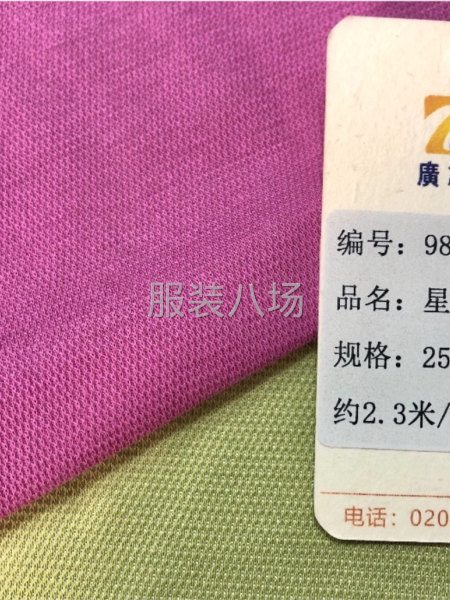 廣
编号：98
服装八场
品名：星
规格：25
约2.3米/
电话：020